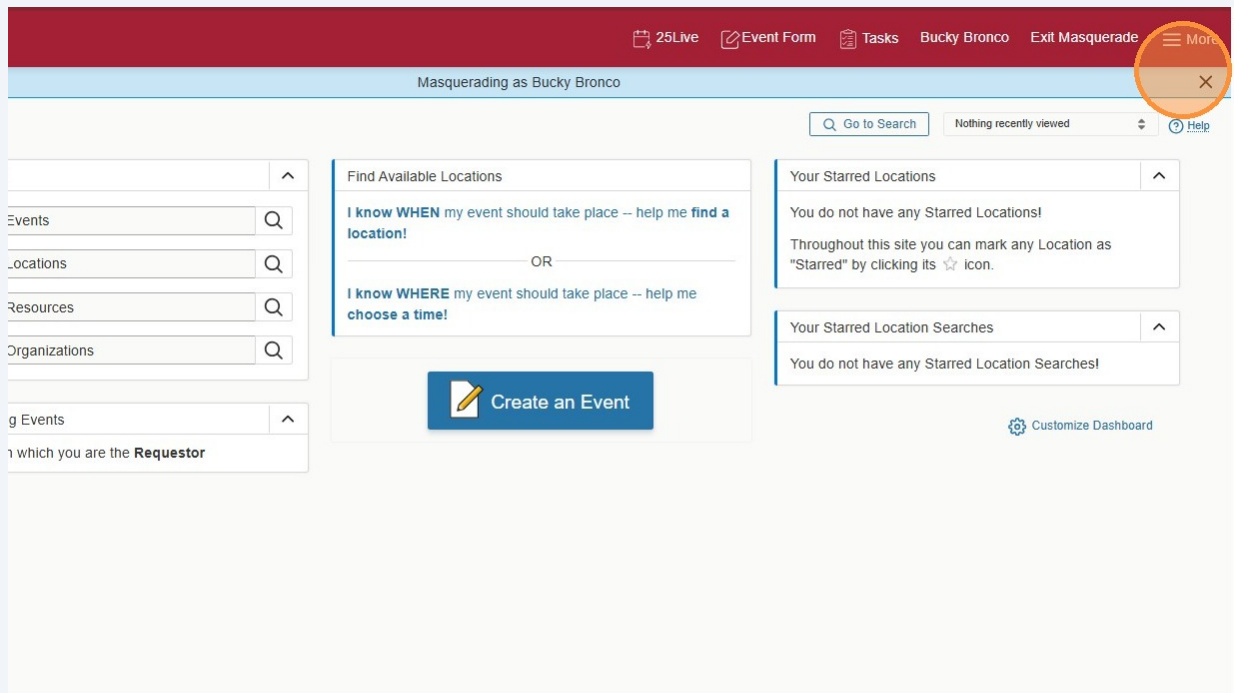 25Live Event Form Tasks Bucky Bronco Exit Masquerade More
Masquerading as Bucky Bronco
Go to Search Nothing recently viewed Help
Events
Locations
Resources
Organizations
g Events
which you are the Requestor
Find Available Locations
I know WHEN my event should take place -- help me find a
location!
OR
I know WHERE my event should take place -- help me
choose a time!
Create an Event
Your Starred Locations
You do not have any Starred Locations!
Throughout this site you can mark any Location as
"Starred" by clicking its icon.
Your Starred Location Searches
You do not have any Starred Location Searches!
Customize Dashboard